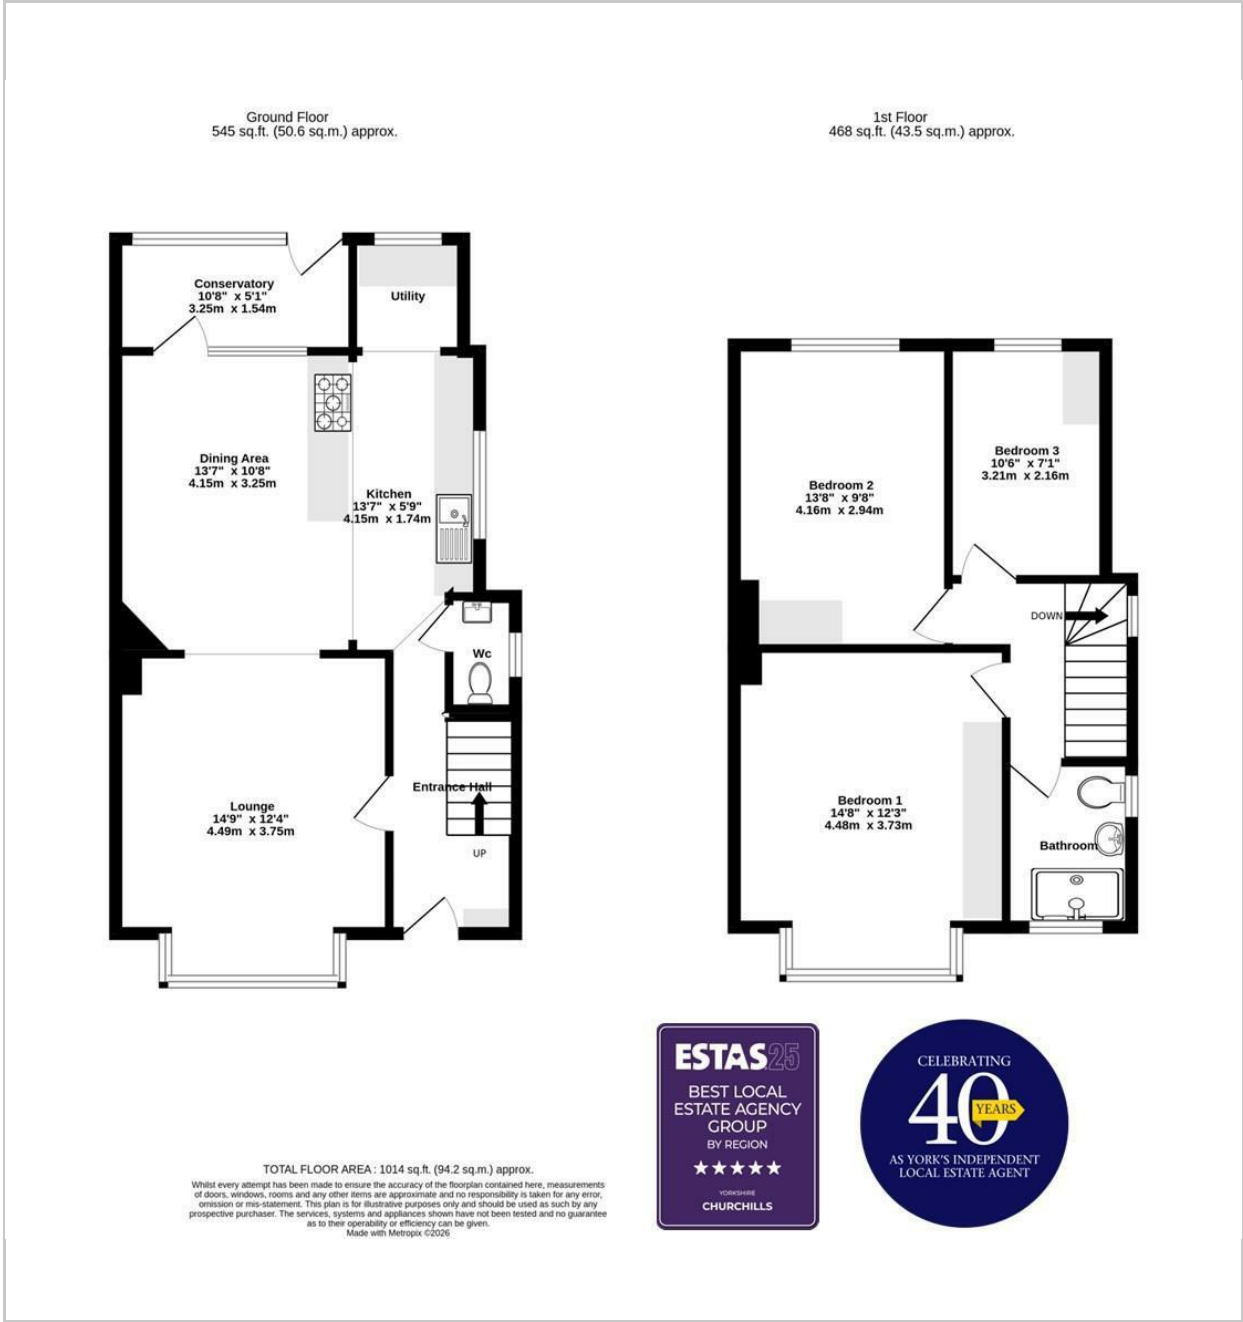 Ground Floor
545 sq.ft. (50.6 sq.m.) approx.
1st Floor
468 sq.ft. (43.5 sq.m.) approx.
Conservatory
10'8" x 5'1"
3.25m x 1.54m
Utility
Dining Area
13'7" x 10'8"
4.15m x 3.25m
Kitchen
13'7" x 5'9"
4.15m x 1.74m
Wc
Entrance Hall
Lounge
14'9" x 12'4"
4.49m x 3.75m
UP
Bedroom 2
13'8" x 9'8"
4.16m x 2.94m
Bedroom 3
10'6" x 7'1"
3.21m x 2.16m
DOWN
Bedroom 1
14'8" x 12'3"
4.48m x 3.73m
Bathroom
TOTAL FLOOR AREA : 1014 sq.ft. (94.2 sq.m.) approx.
Whilst every attempt has been made to ensure the accuracy of the floorplan contained here, measurements
of doors, windows, rooms and any other items are approximate and no responsibility is taken for any error,
omission or mis-statement. This plan is for illustrative purposes only and should be used as such by any
prospective purchaser. The services, systems and appliances shown have not been tested and no guarantee
as to their operability or efficiency can be given.
Made with Metropix ©2026
ESTAS 25
BEST LOCAL
ESTATE AGENCY
GROUP
BY REGION
YORKSHIRE
CHURCHILLS
CELEBRATING
40
YEARS
AS YORK'S INDEPENDENT
LOCAL ESTATE AGENT